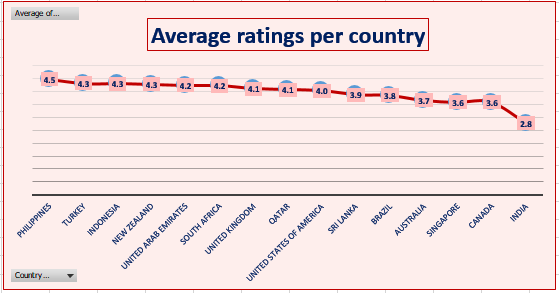 Average of...
Average ratings per country
4.5 4.3 4.3 4.3 4.2 4.2 4.1 4.1 4.0 3.9 3.8 3.7 3.6 3.6 2.8
PHILIPPINES
TURKEY
INDONESIA
NEW ZEALAND
UNITED ARAB EMIRATES
SOUTH AFRICA
UNITED KINGDOM
QATAR
UNITED STATES OF AMERICA
SRI LANKA
BRAZIL
AUSTRALIA
SINGAPORE
CANADA
INDIA
Country...